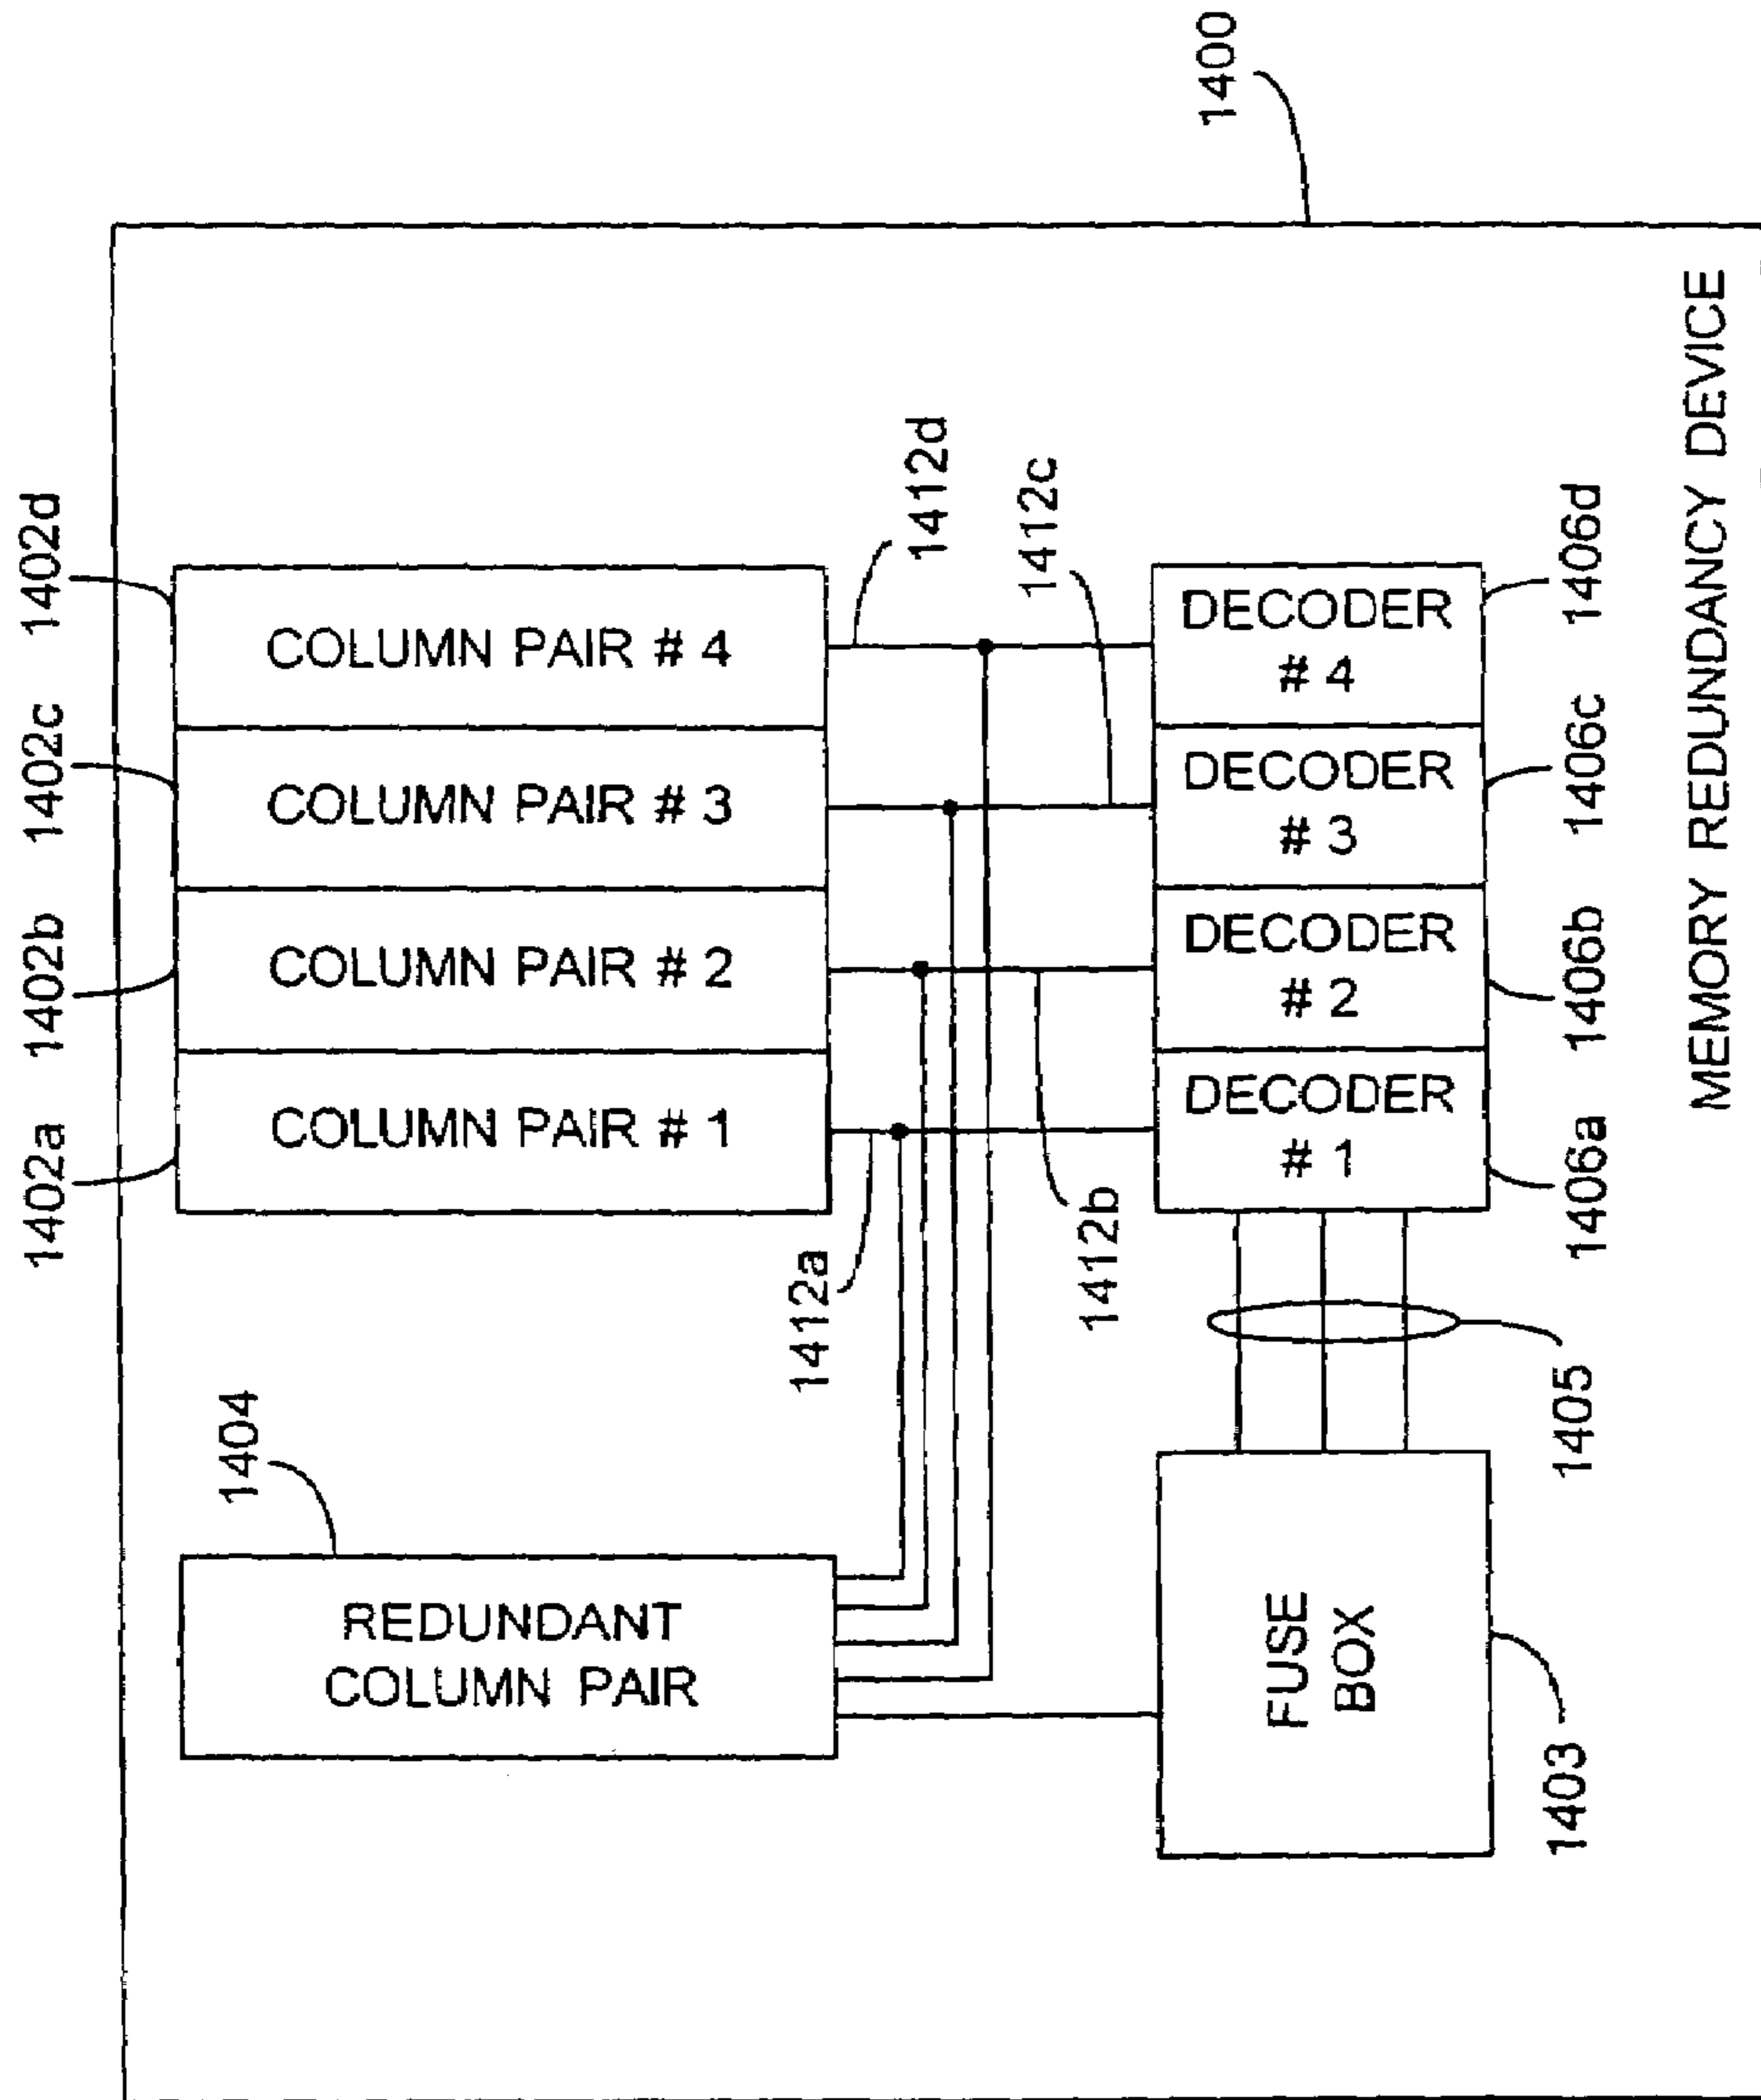 1402a
1402b
1402c
1402d
1404
REDUNDANT
COLUMN PAIR
COLUMN PAIR # 1
COLUMN PAIR # 2
COLUMN PAIR # 3
COLUMN PAIR # 4
1412a
1412b
1412c
1412d
1400
FUSE
BOX
1403
1405
DECODER
# 1
DECODER
# 2
DECODER
# 3
DECODER
# 4
1406a
1406b
1406c
1406d
MEMORY REDUNDANCY DEVICE